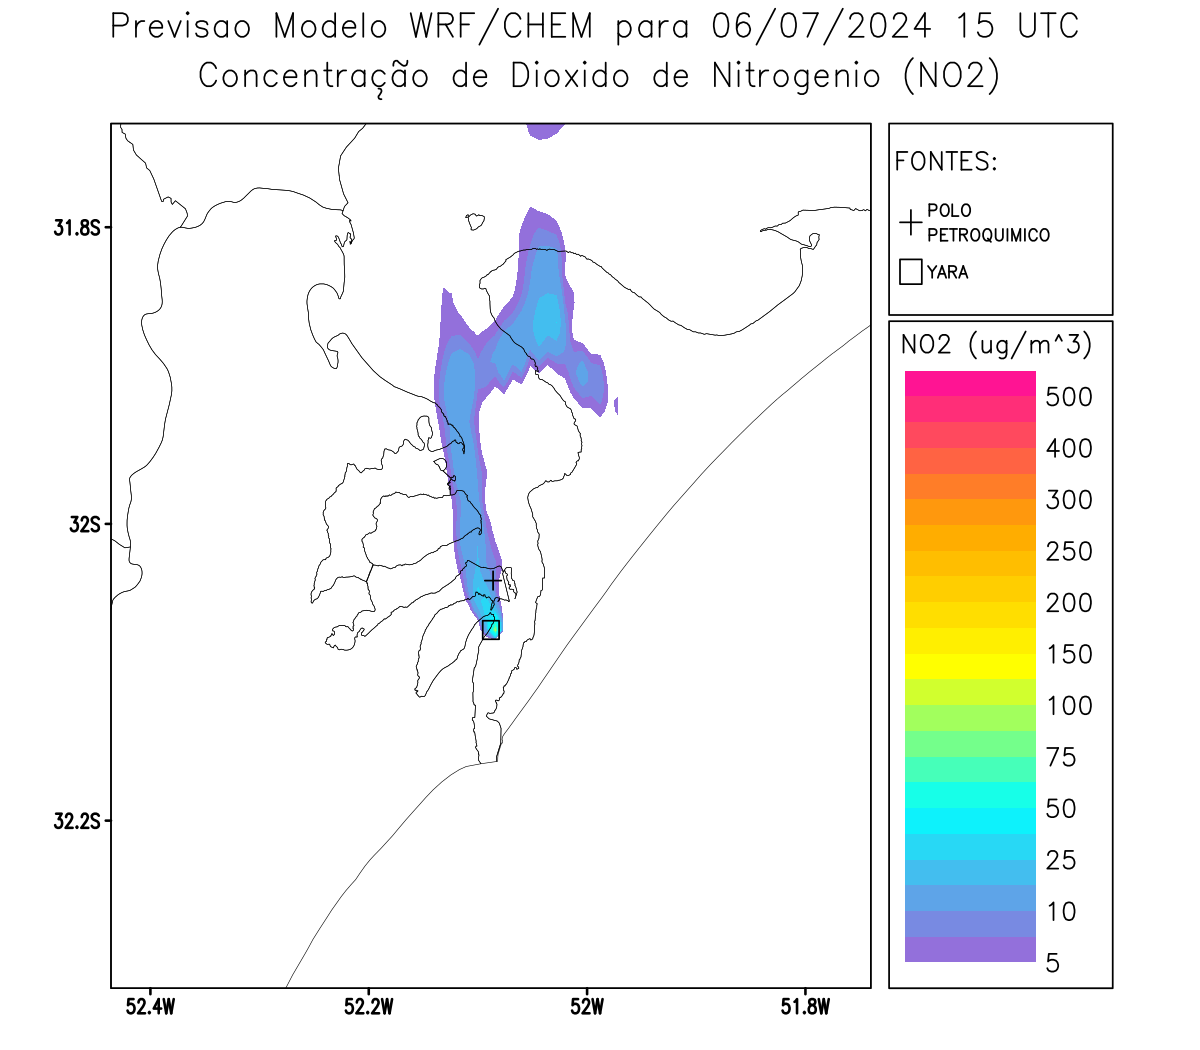 Previsao Modelo WRF/CHEM para 06/07/2024 15 UTC
Concentração de Dioxido de Nitrogenio (NO2)
FONTES:
POLO
PETROQUIMICO
YARA
NO2 (ug/m^3)
500
400
300
250
200
150
100
75
50
25
10
5
31.8S
32S
32.2S
52.4W
52.2W
52W
51.8W